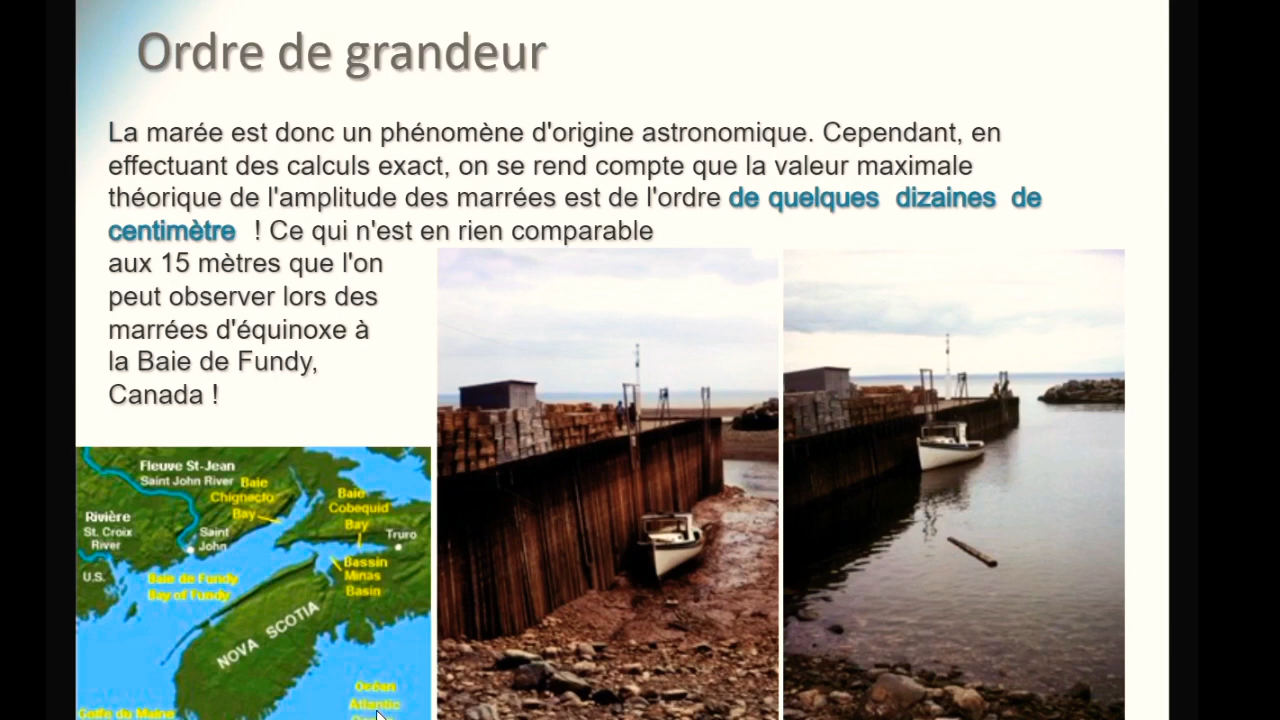 Ordre de grandeur
La marée est donc un phénomène d'origine astronomique. Cependant, en
effectuant des calculs exact, on se rend compte que la valeur maximale
théorique de l'amplitude des marrées est de l'ordre de quelques dizaines de
centimètre ! Ce qui n'est en rien comparable
aux 15 mètres que l'on
peut observer lors des
marrées d'équinoxe à
la Baie de Fundy,
Canada !
Fleuve St-Jean
Saint John River
Baie
Chignecto
Bay
Baie
Cobequid
Bay
Rivière
St. Croix
River
Saint
John
Truro
U.S.
Baie de Fundy
Bay of Fundy
Bassin
Minas
Basin
NOVA SCOTIA
Océan
Atlantic
Golfe du Maine